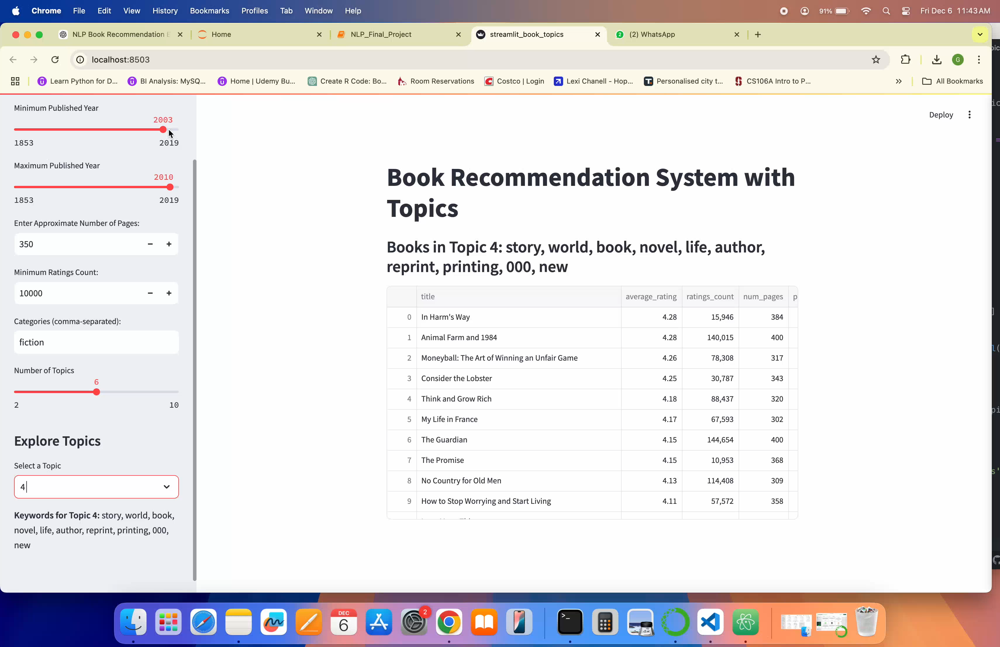 Chrome File Edit View History Bookmarks Profiles Tab Window Help 91% Fri Dec 6 11:43 AM
NLP Book Recommendation Home NLP_Final_Project streamlit_book_topics 2 (2) WhatsApp
localhost:8503 G
Learn Python for D... BI Analysis: MySQ... Home | Udemy Bu... Create R Code: Bo... Room Reservations Costco | Login Lexi Chanell - Hop... Personalised city t... CS106A Intro to P... » All Bookmarks
Deploy
Minimum Published Year
2003
1853 2019
Maximum Published Year
2010
1853 2019
Enter Approximate Number of Pages:
350 - +
Minimum Ratings Count:
10000 - +
Categories (comma-separated):
fiction
Number of Topics
6
2 10
Explore Topics
Select a Topic
4
Keywords for Topic 4: story, world, book,
novel, life, author, reprint, printing, 000,
new
Book Recommendation System with
Topics
Books in Topic 4: story, world, book, novel, life, author,
reprint, printing, 000, new
title average_rating ratings_count num_pages p
0 In Harm's Way 4.28 15,946 384
1 Animal Farm and 1984 4.28 140,015 400
2 Moneyball: The Art of Winning an Unfair Game 4.26 78,308 317
3 Consider the Lobster 4.25 30,787 343
4 Think and Grow Rich 4.18 88,437 320
5 My Life in France 4.17 67,593 302
6 The Guardian 4.15 144,654 400
7 The Promise 4.15 10,953 368
8 No Country for Old Men 4.13 114,408 309
9 How to Stop Worrying and Start Living 4.11 57,572 358
DEC
6
2